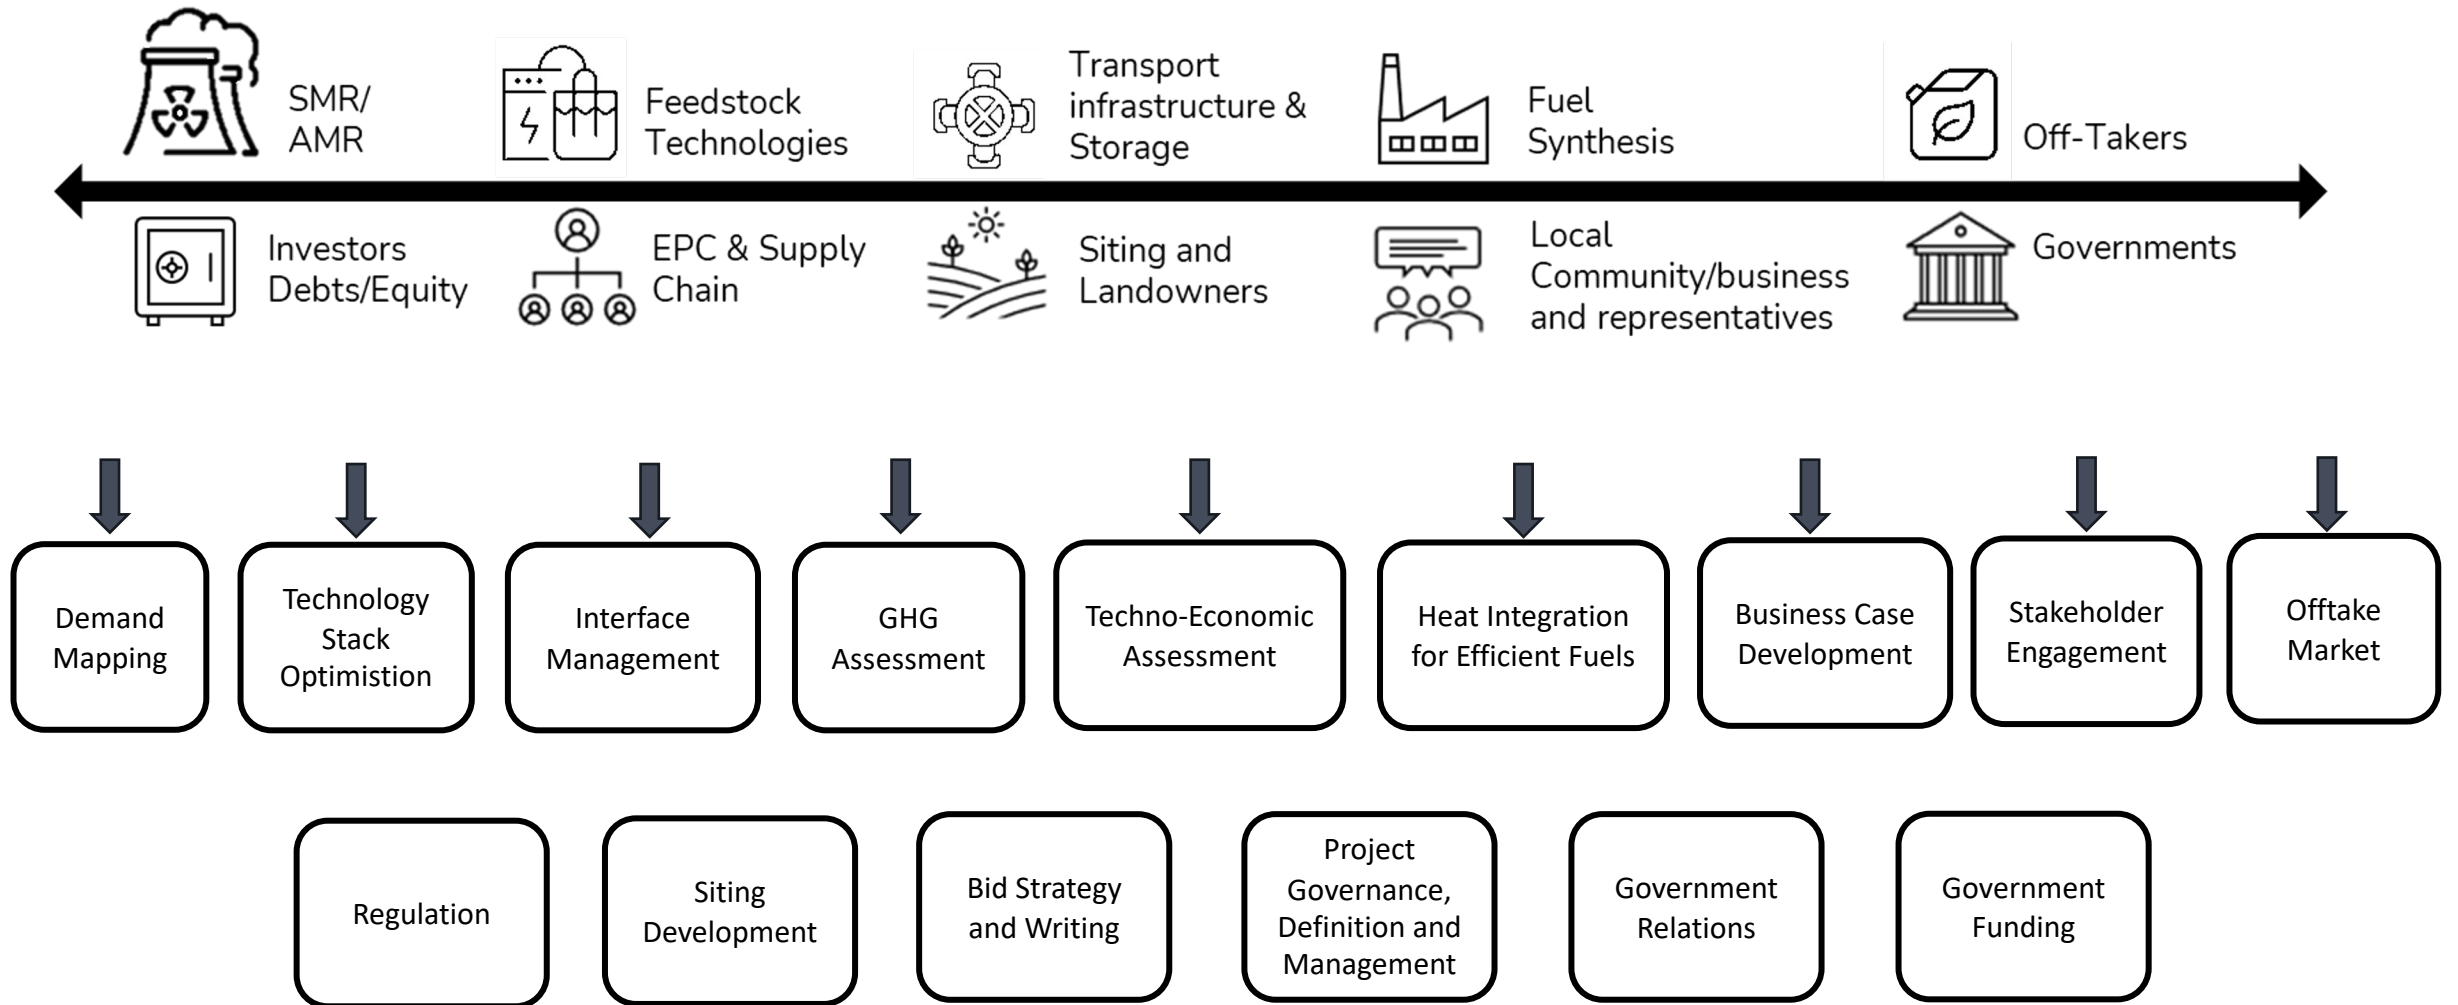 SMR/
AMR
Feedstock
Technologies
Transport
infrastructure &
Storage
Fuel
Synthesis
Off-Takers
Investors
Debts/Equity
EPC & Supply
Chain
Siting and
Landowners
Local
Community/business
and representatives
Governments
Demand
Mapping
Technology
Stack
Optimistion
Interface
Management
GHG
Assessment
Techno-Economic
Assessment
Heat Integration
for Efficient Fuels
Business Case
Development
Stakeholder
Engagement
Offtake
Market
Regulation
Siting
Development
Bid Strategy
and Writing
Project
Governance,
Definition and
Management
Government
Relations
Government
Funding